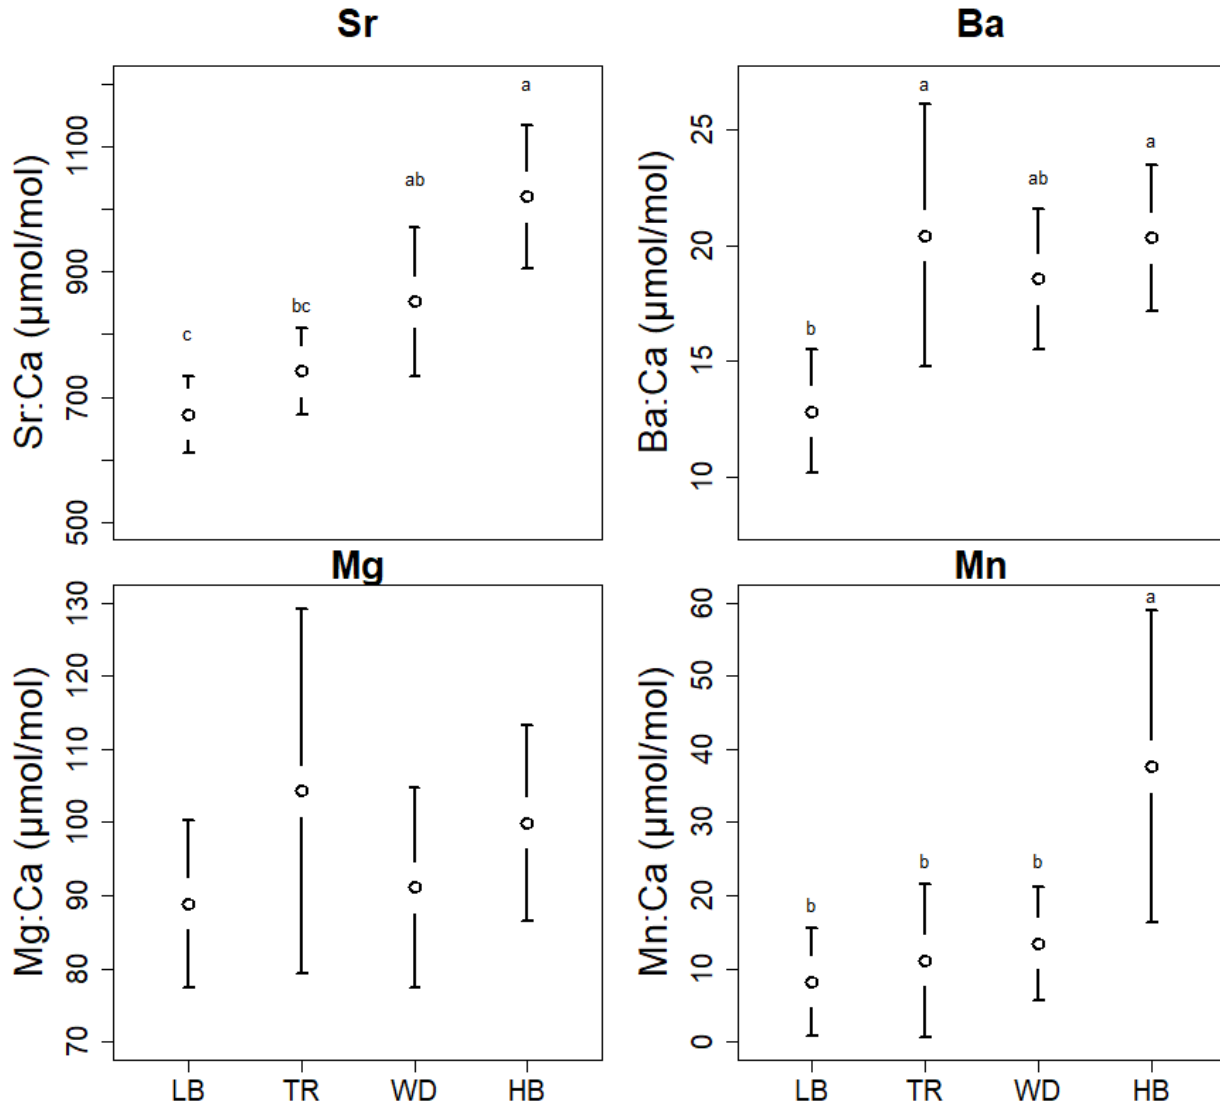 Sr
Sr:Ca (µmol/mol)
1100
900
700
500
c
bc
ab
a
Ba
Ba:Ca (µmol/mol)
25
20
15
10
b
a
ab
a
Mg
Mg:Ca (µmol/mol)
130
120
110
100
90
80
70
LB TR WD HB
Mn
Mn:Ca (µmol/mol)
60
50
40
30
20
10
0
b
b
b
a
LB TR WD HB